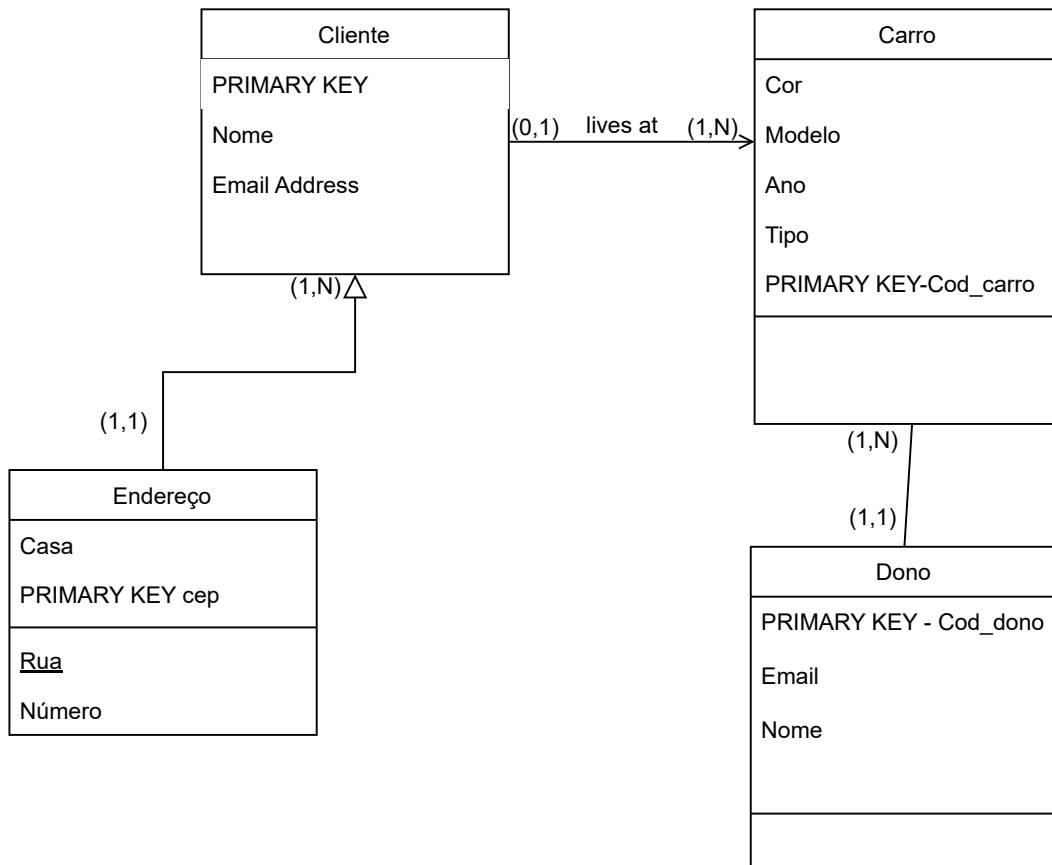 Cliente
PRIMARY KEY
Nome
Email Address
(0,1)
lives at
(1,N)
Carro
Cor
Modelo
Ano
Tipo
PRIMARY KEY-Cod_carro
(1,N)
(1,1)
Endereço
Casa
PRIMARY KEY cep
Rua
Número
(1,N)
(1,1)
Dono
PRIMARY KEY - Cod_dono
Email
Nome